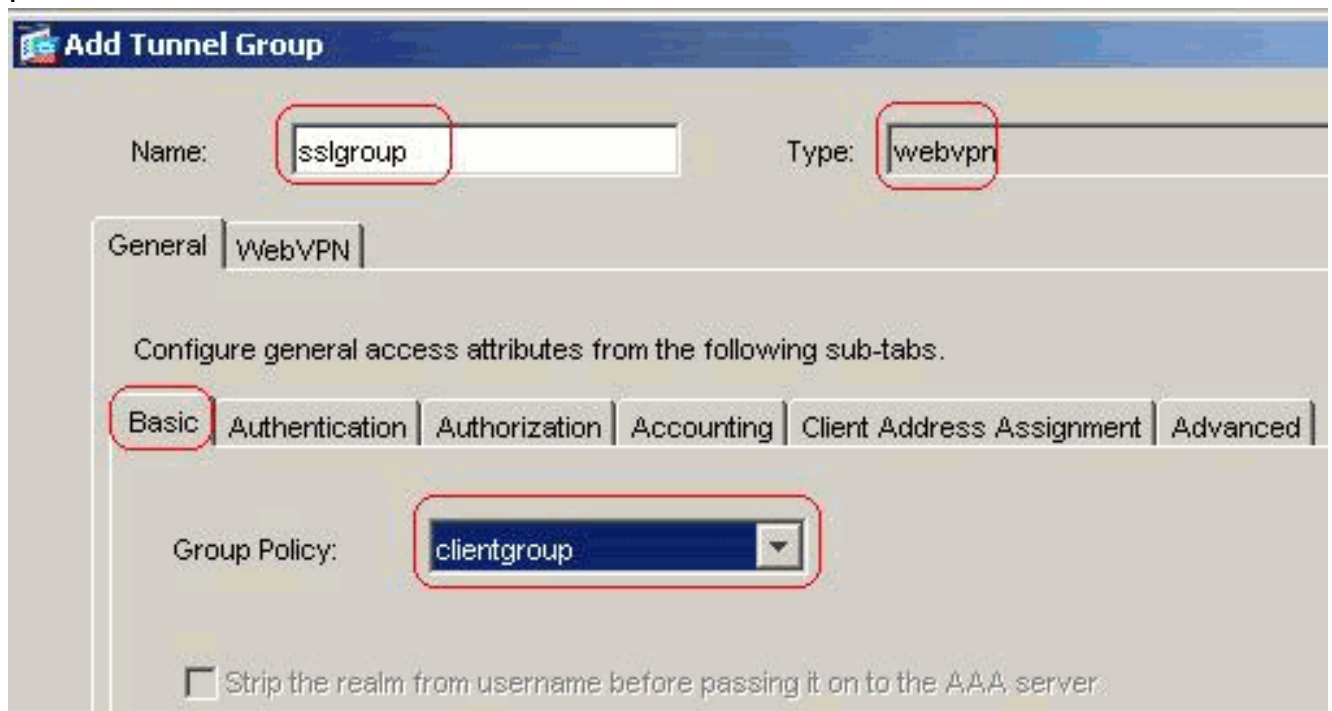 Add Tunnel Group
Name: sslgroup Type: webvpn
General WebVPN
Configure general access attributes from the following sub-tabs.
Basic Authentication Authorization Accounting Client Address Assignment Advanced
Group Policy: clientgroup
Strip the realm from username before passing it on to the AAA server